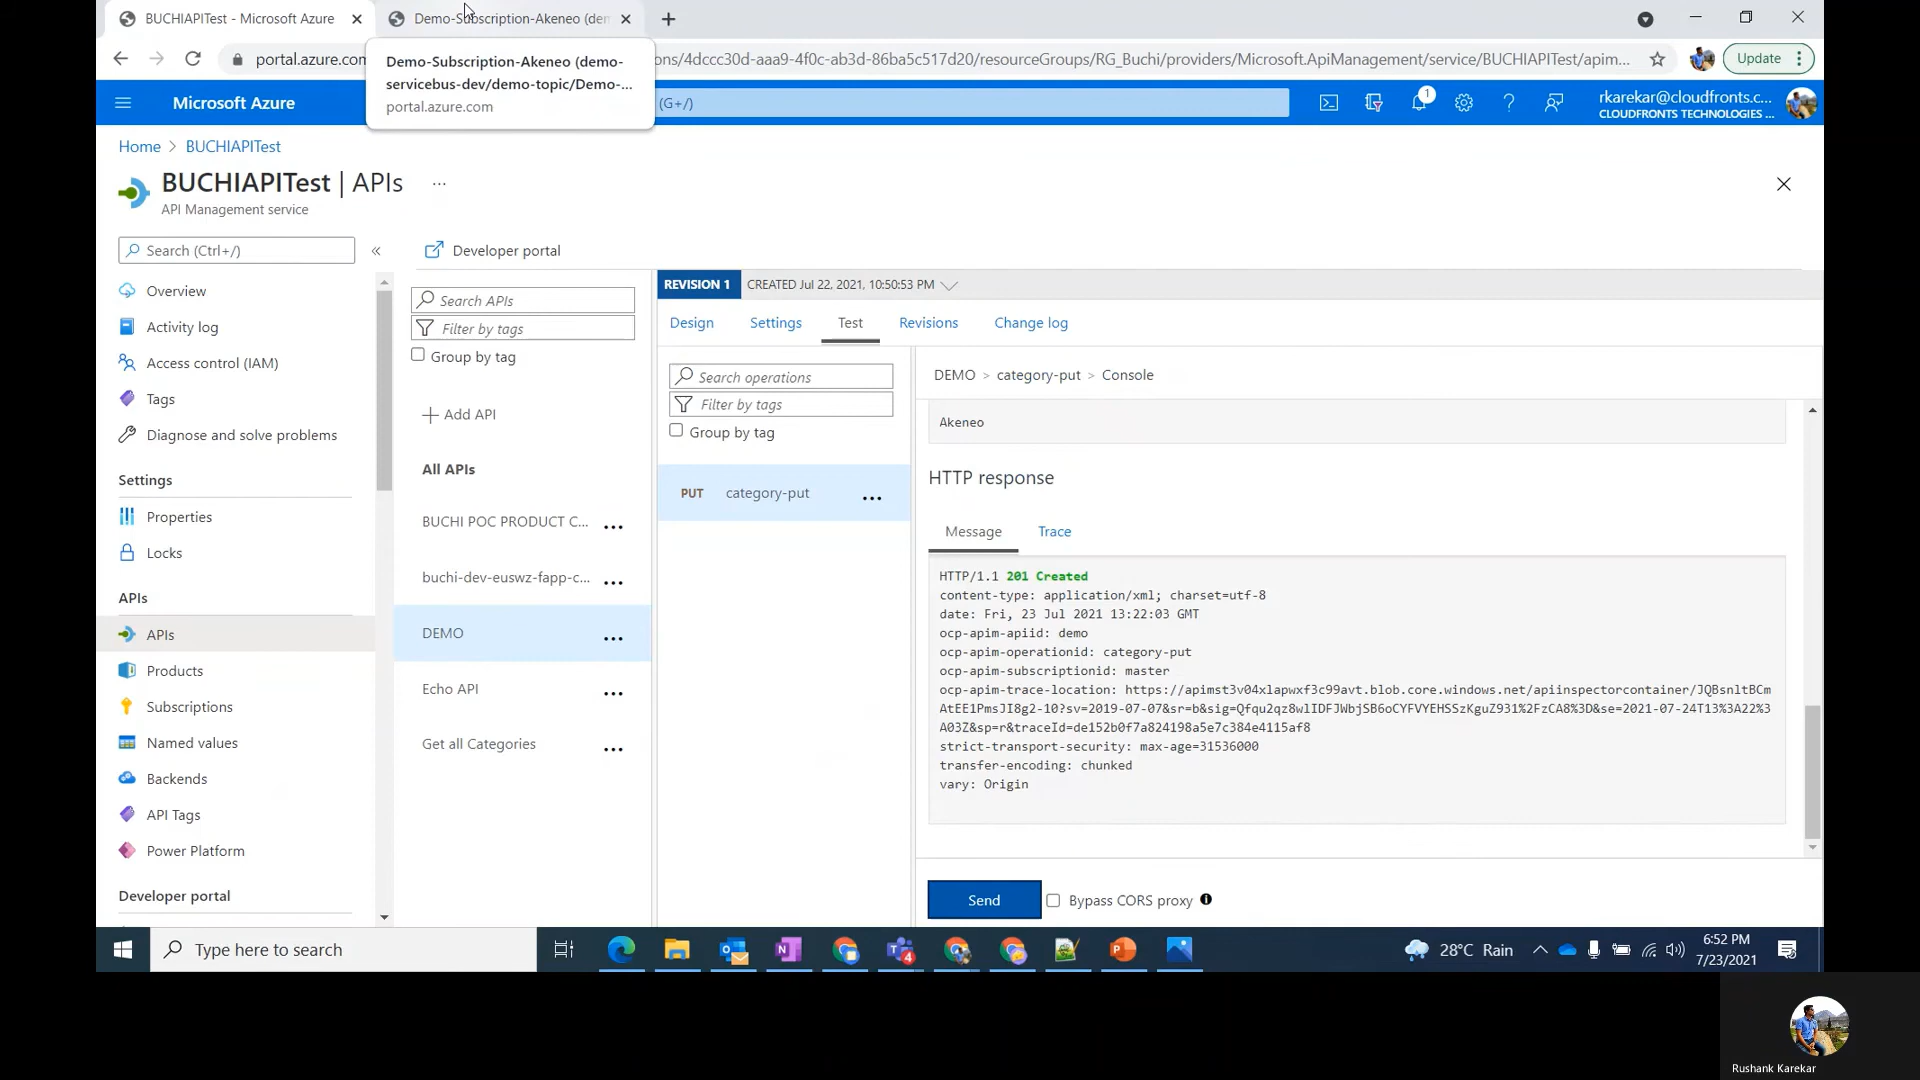 BUCHIAPITest - Microsoft Azure
Demo-Subscription-Akeneo (dem
portal.azure.com
ons/4dccc30d-aaa9-4f0c-ab3d-86ba5c517d20/resourceGroups/RG_Buchi/providers/Microsoft.ApiManagement/service/BUCHIAPITest/apim...
Update
Demo-Subscription-Akeneo (demo-
servicebus-dev/demo-topic/Demo-...
portal.azure.com
Microsoft Azure
(G+/)
1
rkarekar@cloudfronts.c...
CLOUDFRONTS TECHNOLOGIES ...
Home > BUCHIAPITest
BUCHIAPITest | APIs ...
API Management service
Search (Ctrl+/)
«
Overview
Activity log
Access control (IAM)
Tags
Diagnose and solve problems
Settings
Properties
Locks
APIs
APIs
Products
Subscriptions
Named values
Backends
API Tags
Power Platform
Developer portal
Developer portal
Search APIs
Filter by tags
Group by tag
+ Add API
All APIs
BUCHI POC PRODUCT C... ...
buchi-dev-euswz-fapp-c... ...
DEMO ...
Echo API ...
Get all Categories ...
REVISION 1 CREATED Jul 22, 2021, 10:50:53 PM
Design Settings Test Revisions Change log
Search operations
Filter by tags
Group by tag
PUT category-put ...
DEMO > category-put > Console
Akeneo
HTTP response
Message Trace
HTTP/1.1 201 Created
content-type: application/xml; charset=utf-8
date: Fri, 23 Jul 2021 13:22:03 GMT
ocp-apim-apiid: demo
ocp-apim-operationid: category-put
ocp-apim-subscriptionid: master
ocp-apim-trace-location: https://apimst3v04xlapwxf3c99avt.blob.core.windows.net/apiinspectorcontainer/JQBsnltBCm
AtEE1PmsJI8g2-10?sv=2019-07-07&sr=b&sig=Qfqu2qz8wlIDFJWbjSB6oCYFVYEHSSzKguZ931%2FzCA8%3D&se=2021-07-24T13%3A22%3
A03Z&sp=r&traceId=de152b0f7a824198a5e7c384e4115af8
strict-transport-security: max-age=31536000
transfer-encoding: chunked
vary: Origin
Send
Bypass CORS proxy
Type here to search
28°C Rain
6:52 PM
7/23/2021
Rushank Karekar